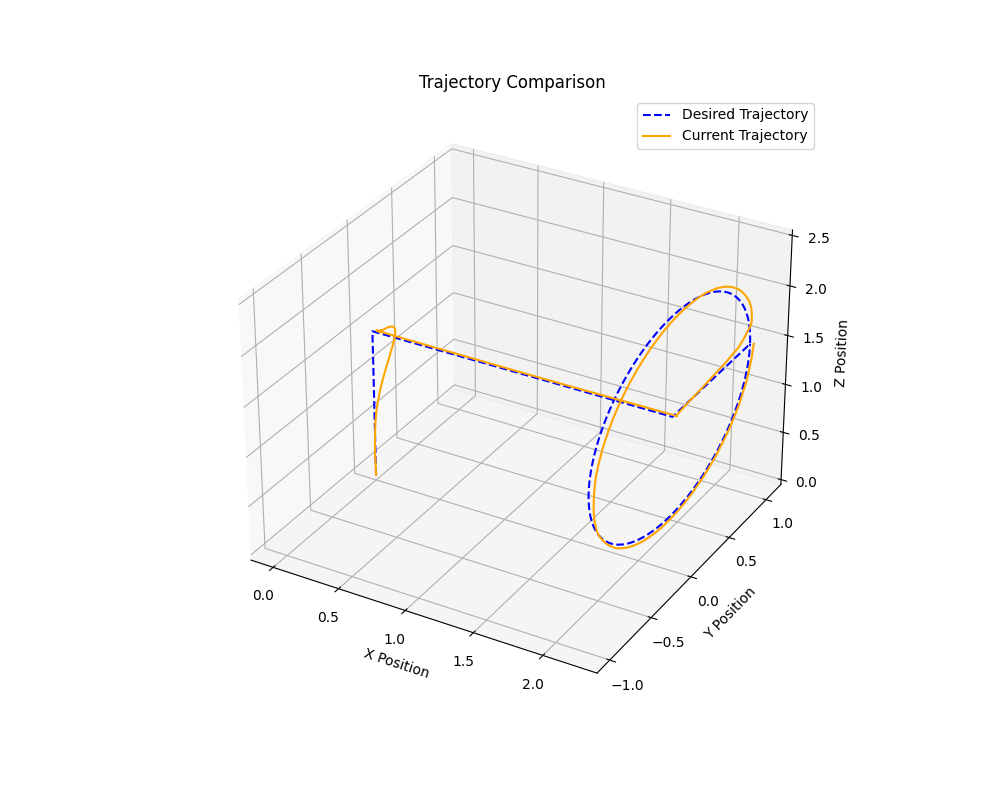 Trajectory Comparison
Desired Trajectory
Current Trajectory
2.5
2.0
1.5
1.0
0.5
0.0
Z Position
1.0
0.5
0.0
−0.5
−1.0
Y Position
0.0
0.5
1.0
1.5
2.0
X Position